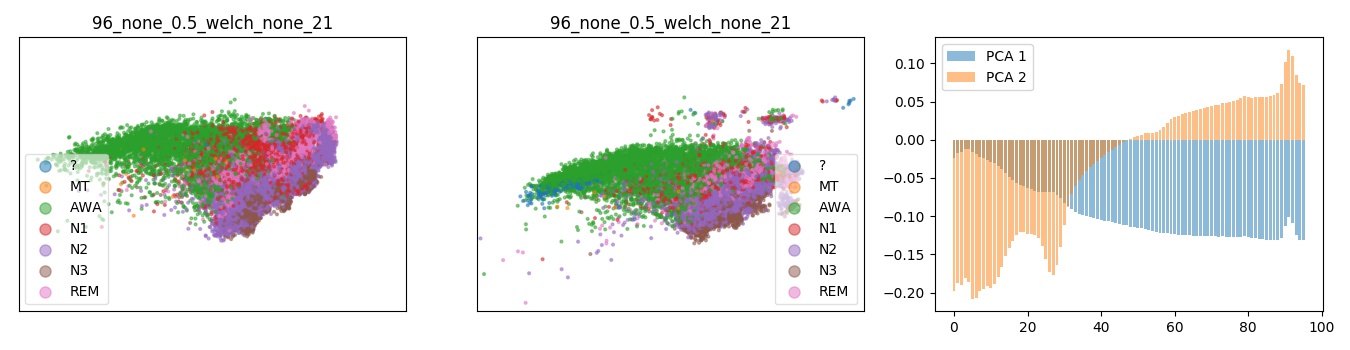 96_none_0.5_welch_none_21
?
MT
AWA
N1
N2
N3
REM
96_none_0.5_welch_none_21
?
MT
AWA
N1
N2
N3
REM
PCA 1
PCA 2
0.10
0.05
0.00
−0.05
−0.10
−0.15
−0.20
0 20 40 60 80 100